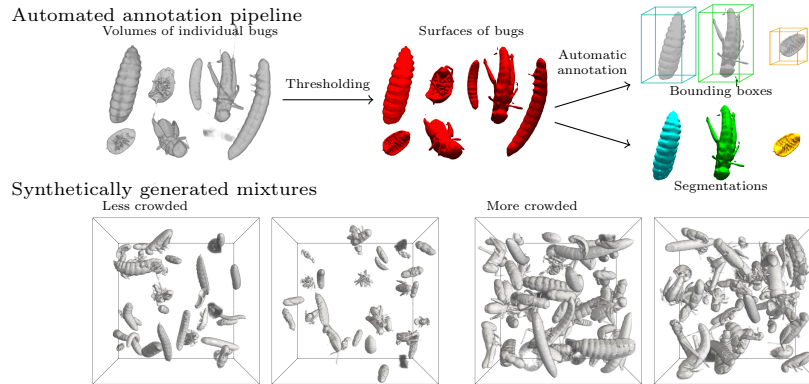 Automated annotation pipeline
Volumes of individual bugs
Surfaces of bugs
Thresholding
Automatic
annotation
Bounding boxes
Segmentations
Synthetically generated mixtures
Less crowded
More crowded